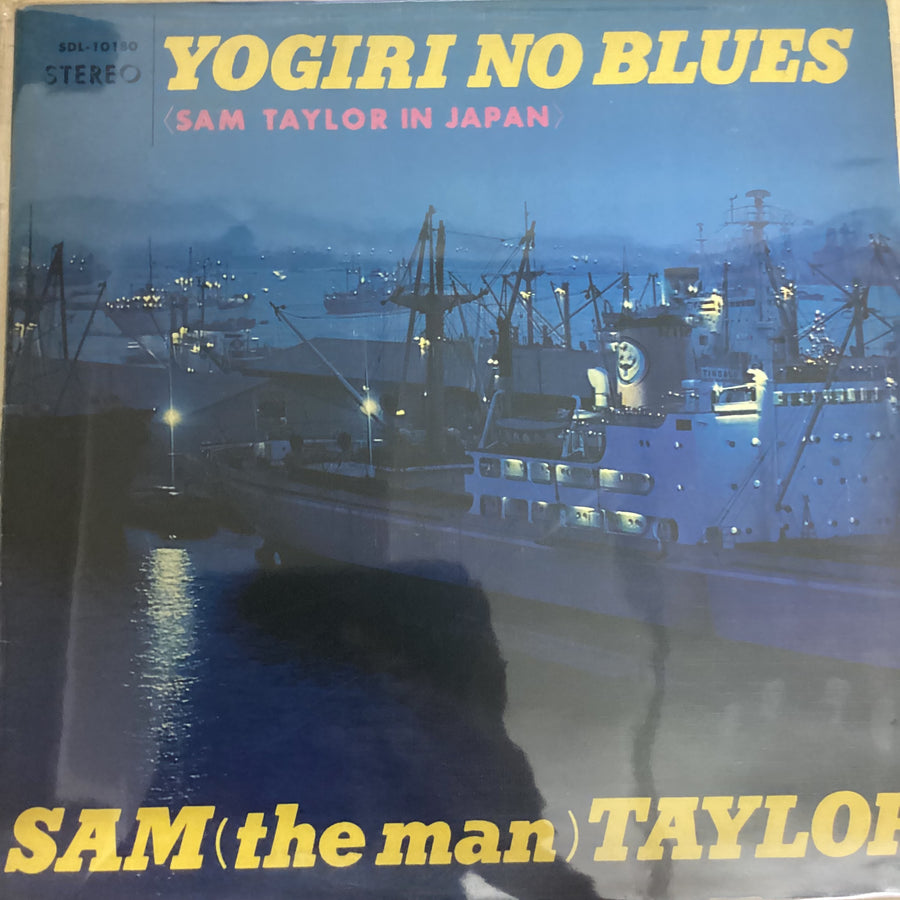 SDL-10180
STEREO
YOGIRI NO BLUES
〈SAM TAYLOR IN JAPAN〉
SAM (the man) TAYLOR